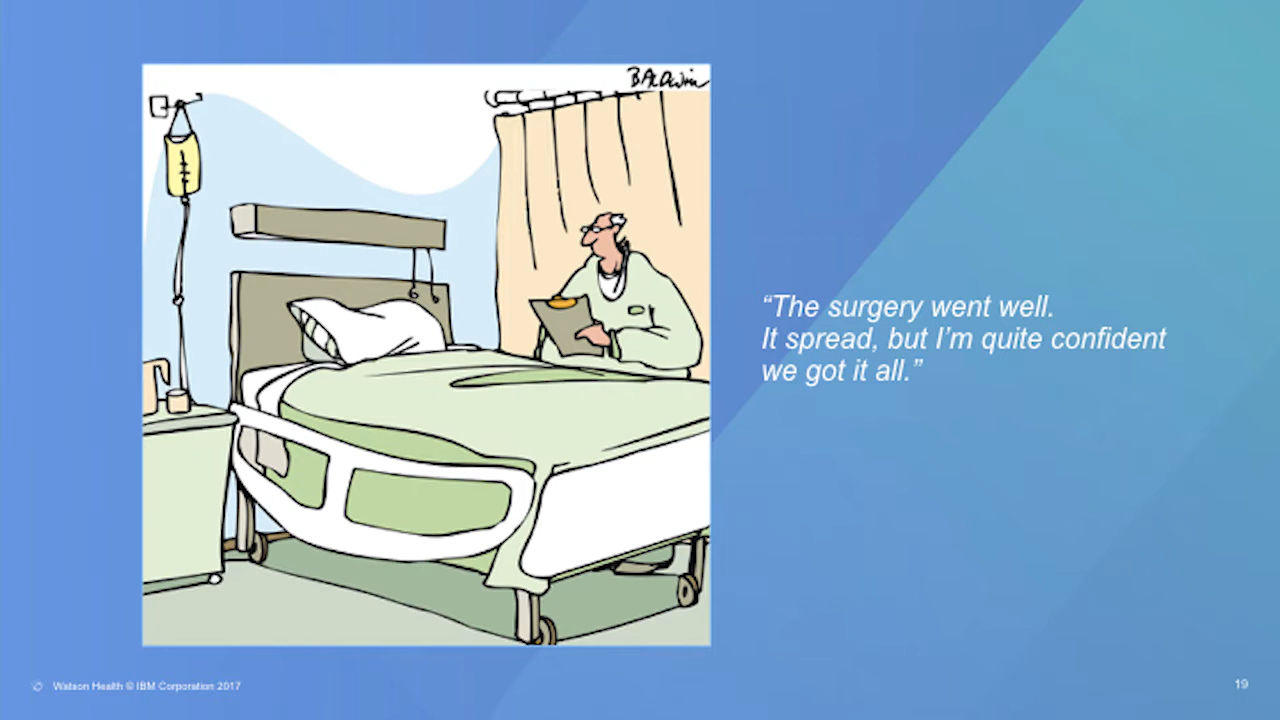 BALDWIN
“The surgery went well.
It spread, but I’m quite confident
we got it all.”
Watson Health © IBM Corporation 2017
19